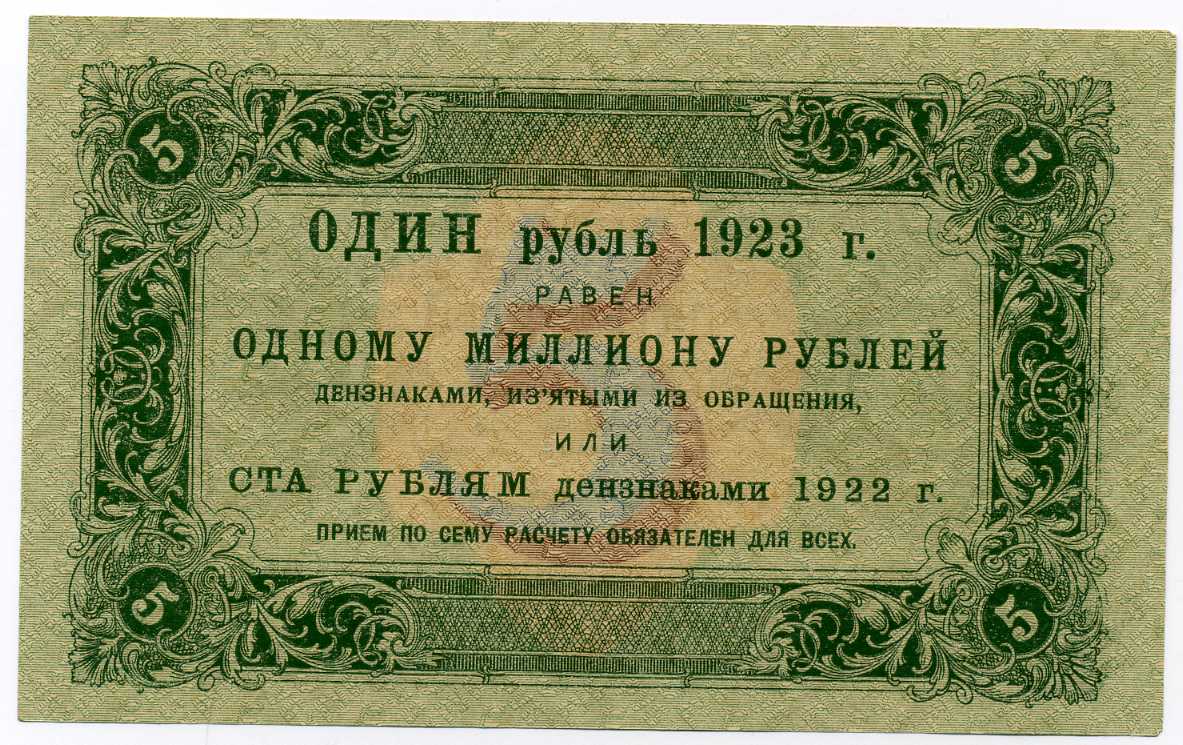 5 5
ОДИН рубль 1923 г.
РАВЕН
ОДНОМУ МИЛЛИОНУ РУБЛЕЙ
ДЕНЗНАКАМИ, ИЗ'ЯТЫМИ ИЗ ОБРАЩЕНИЯ,
ИЛИ
5
СТА РУБЛЯМ дензнаками 1922 г.
ПРИЕМ ПО СЕМУ РАСЧЕТУ ОБЯЗАТЕЛЕН ДЛЯ ВСЕХ.
5 5